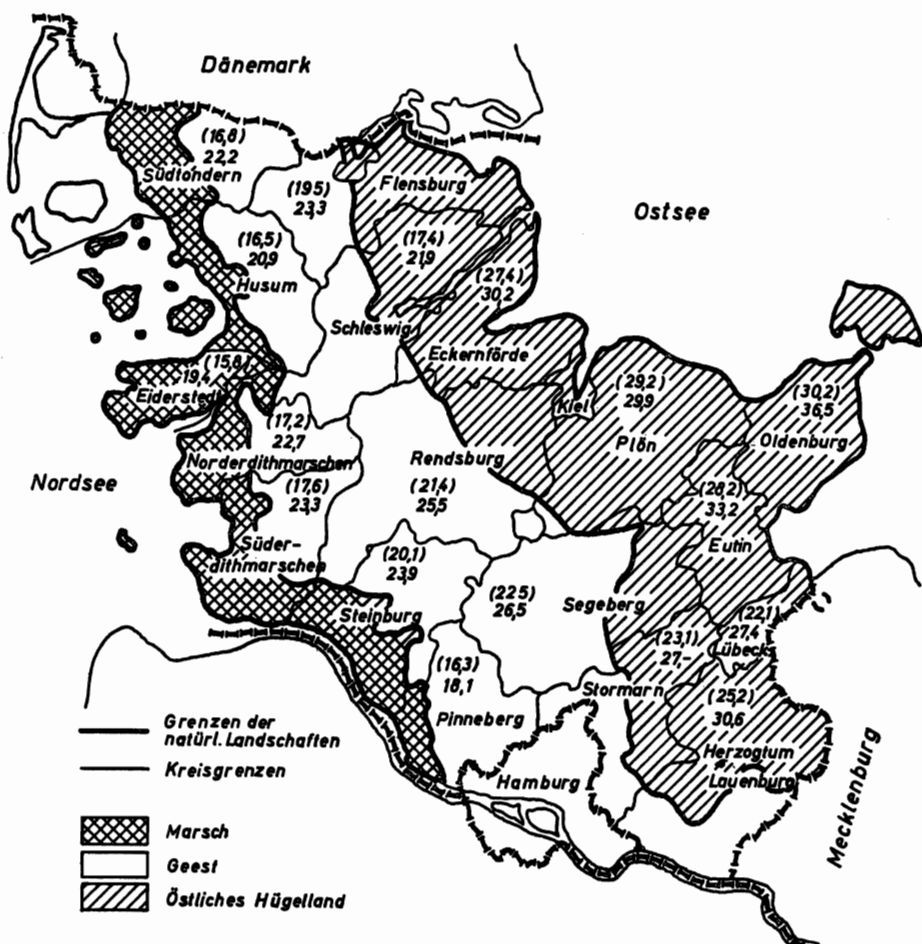 Dänemark
(16,8)
22,2
Südtondern
(19,5)
23,3
Flensburg
Ostsee
(16,5)
20,9
Husum
(17,4)
21,9
(27,4)
30,2
Schleswig
Eckernförde
(15,8)
19,4
Eiderstedt
(29,2)
29,9
Kiel
Plön
(30,2)
36,5
Oldenburg
(17,2)
22,7
Norderdithmarschen
Rendsburg
(21,4)
25,5
Nordsee
(17,6)
23,3
(28,2)
33,2
Eutin
Süder-
dithmarschen
(20,1)
23,9
Steinburg
(22,5)
26,5
Segeberg
(22,1)
27,4
Lübeck
(23,1)
27,-
(16,3)
18,1
Pinneberg
Stormarn
(25,2)
30,6
Herzogtum
Lauenburg
Hamburg
Mecklenburg
Grenzen der
natürl. Landschaften
Kreisgrenzen
Marsch
Geest
Östliches Hügelland